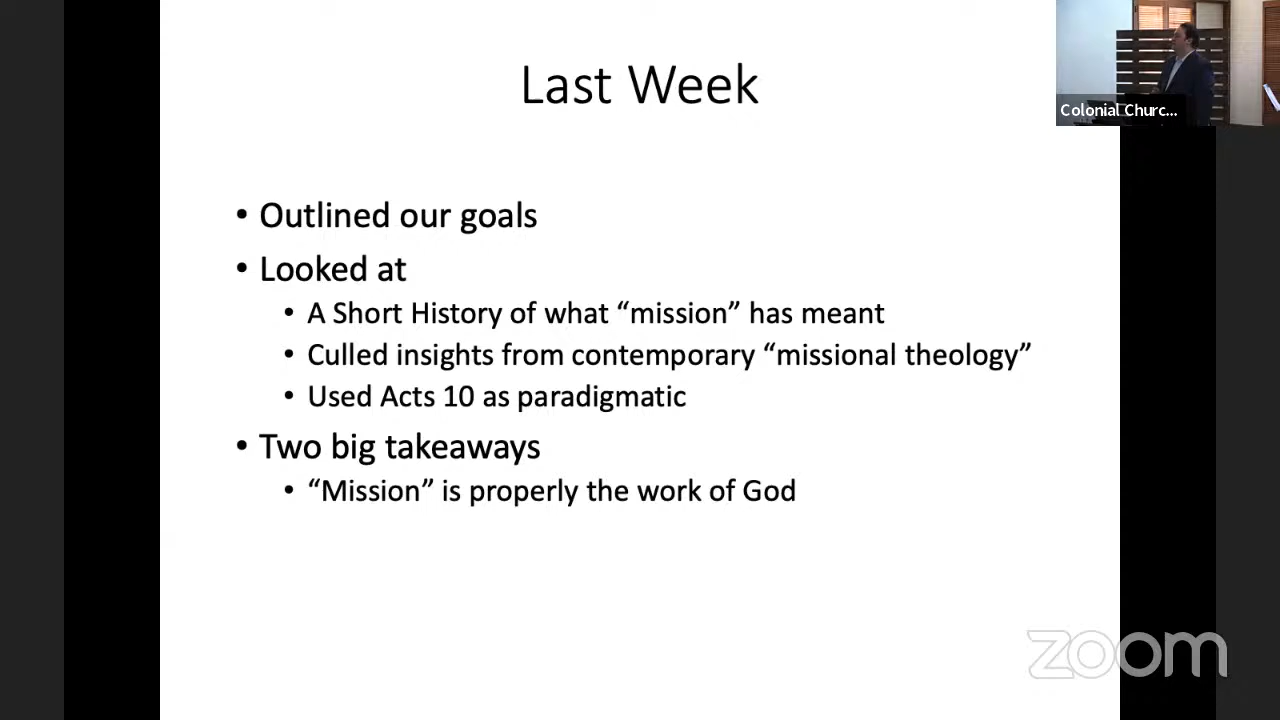 Last Week
Colonial Churc...
• Outlined our goals
• Looked at
• A Short History of what “mission” has meant
• Culled insights from contemporary “missional theology”
• Used Acts 10 as paradigmatic
• Two big takeaways
• “Mission” is properly the work of God
zoom